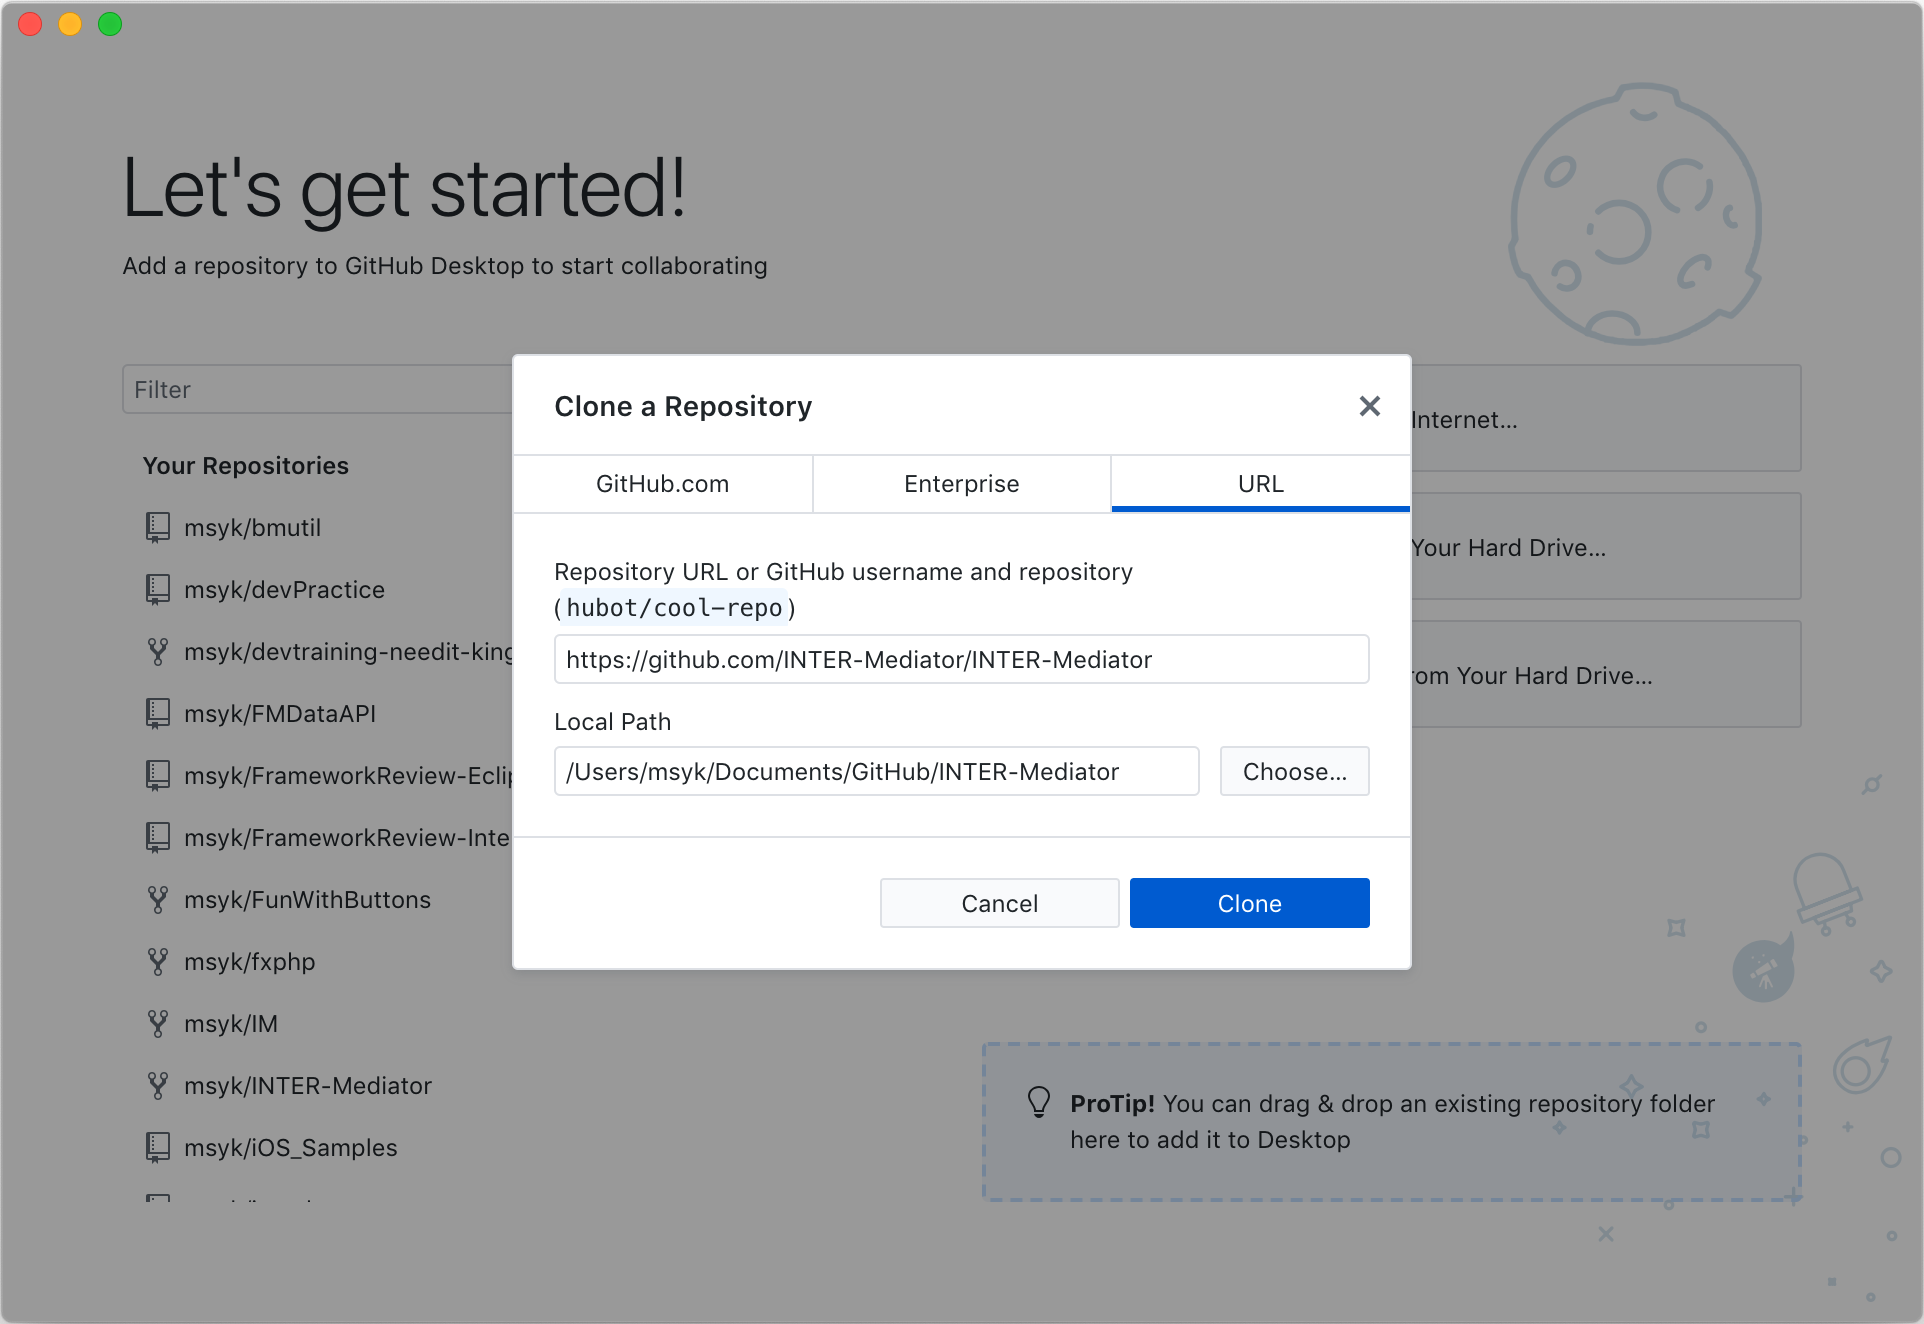 Let's get started!
Add a repository to GitHub Desktop to start collaborating
Filter
Your Repositories
msyk/bmutil
msyk/devPractice
msyk/devtraining-needit-king
msyk/FMDataAPI
msyk/FrameworkReview-Eclip
msyk/FrameworkReview-Inte
msyk/FunWithButtons
msyk/fxphp
msyk/IM
msyk/INTER-Mediator
msyk/iOS_Samples
Clone a Repository
GitHub.com
Enterprise
URL
Repository URL or GitHub username and repository
(hubot/cool-repo)
https://github.com/INTER-Mediator/INTER-Mediator
Local Path
/Users/msyk/Documents/GitHub/INTER-Mediator
Choose...
Cancel
Clone
Internet...
Your Hard Drive...
om Your Hard Drive...
ProTip! You can drag & drop an existing repository folder
here to add it to Desktop